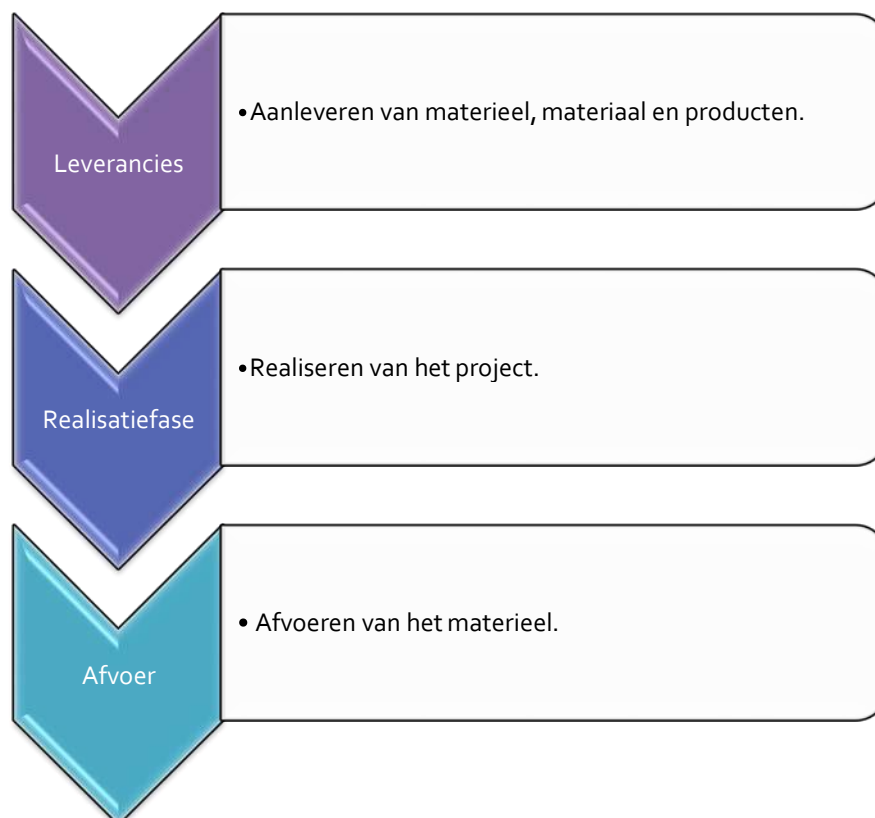 Leverancies
•Aanleveren van materieel, materiaal en producten.
Realisatiefase
•Realiseren van het project.
Afvoer
• Afvoeren van het materieel.